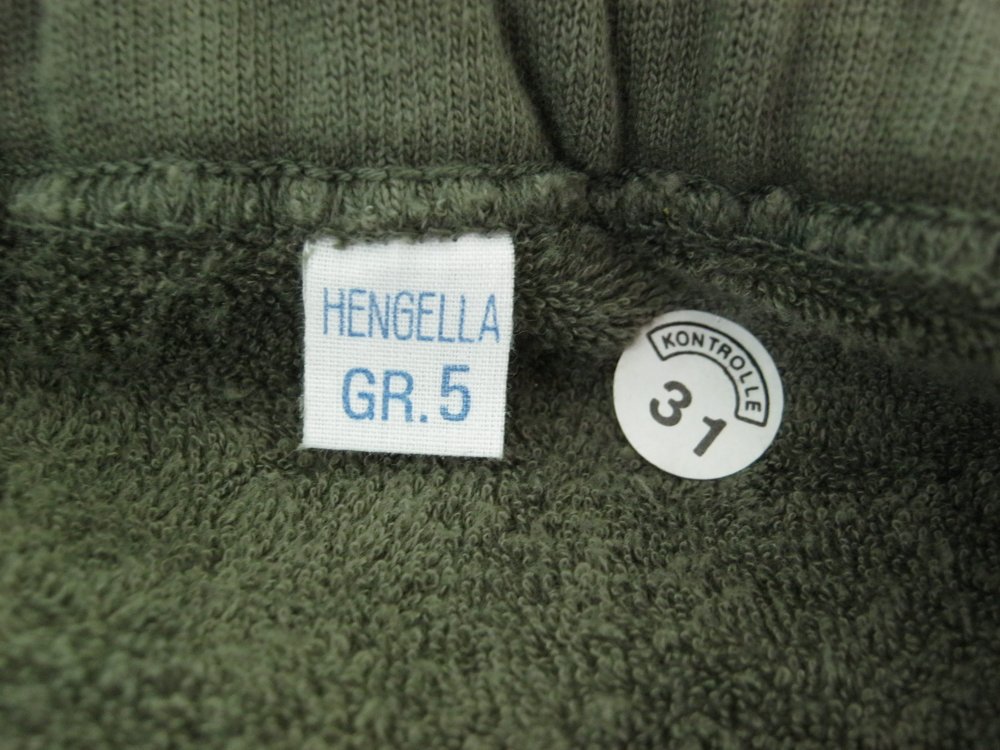 HENGELLA
GR. 5
KONTROLLE
31